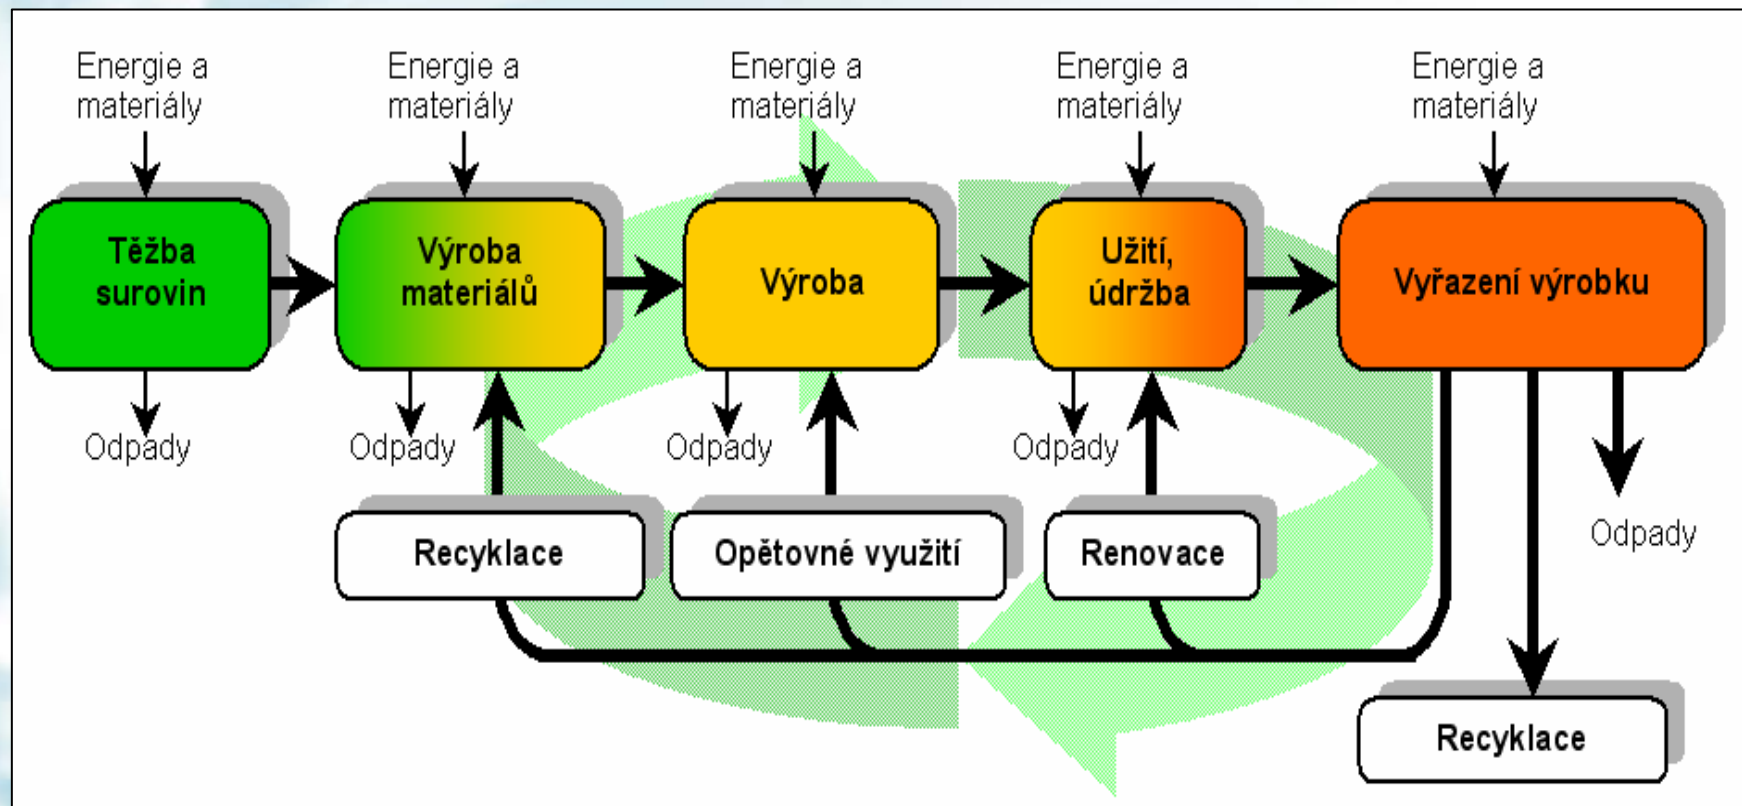 Energie a
materiály
Energie a
materiály
Energie a
materiály
Energie a
materiály
Energie a
materiály
Těžba
surovin
Výroba
materiálů
Výroba
Užití,
údržba
Vyřazení výrobku
Odpady
Odpady
Odpady
Odpady
Odpady
Recyklace
Opětovné využití
Renovace
Recyklace